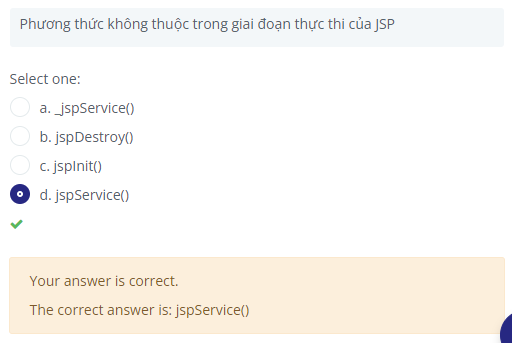 Phương thức không thuộc trong giai đoạn thực thi của JSP
Select one:
a. _jspService()
b. jspDestroy()
c. jspInit()
d. jspService()
Your answer is correct.
The correct answer is: jspService()